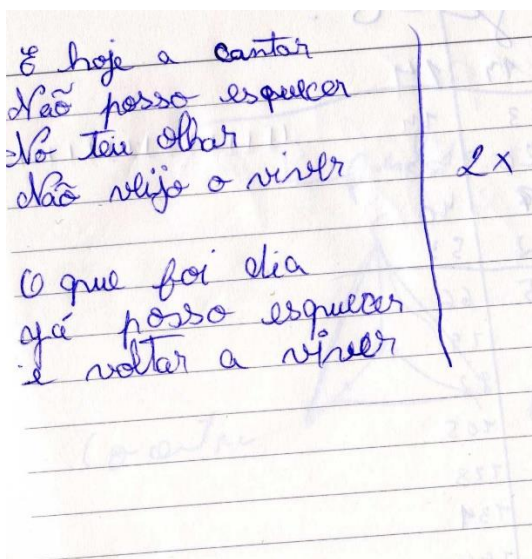 E hoje a cantar
Não posso esquecer
No teu olhar
Não vejo o viver
2x
O que foi dia
Já posso esquecer
e voltar a viver